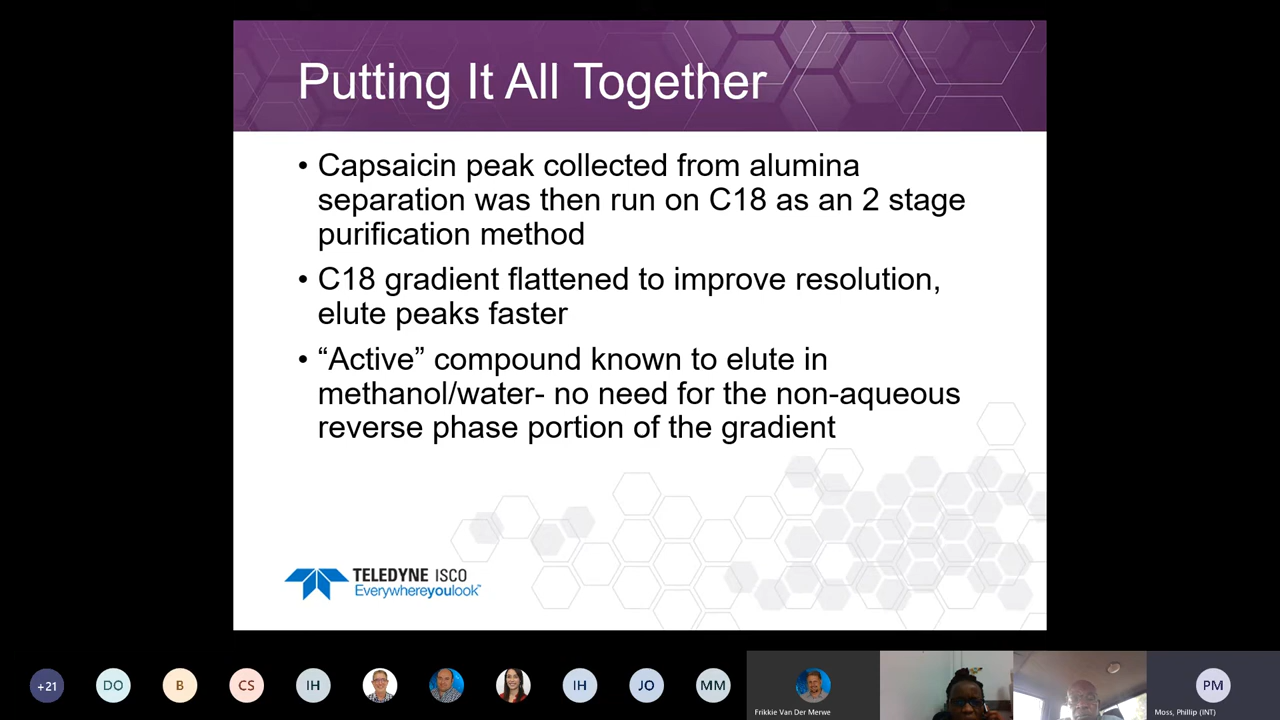 Putting It All Together
• Capsaicin peak collected from alumina
separation was then run on C18 as an 2 stage
purification method
• C18 gradient flattened to improve resolution,
elute peaks faster
• “Active” compound known to elute in
methanol/water- no need for the non-aqueous
reverse phase portion of the gradient
TELEDYNE ISCO
Everywhereyoulook™
+21
DO
B
CS
IH
IH
JO
MM
Frikkie Van Der Merwe
PM
Moss, Phillip (INT)